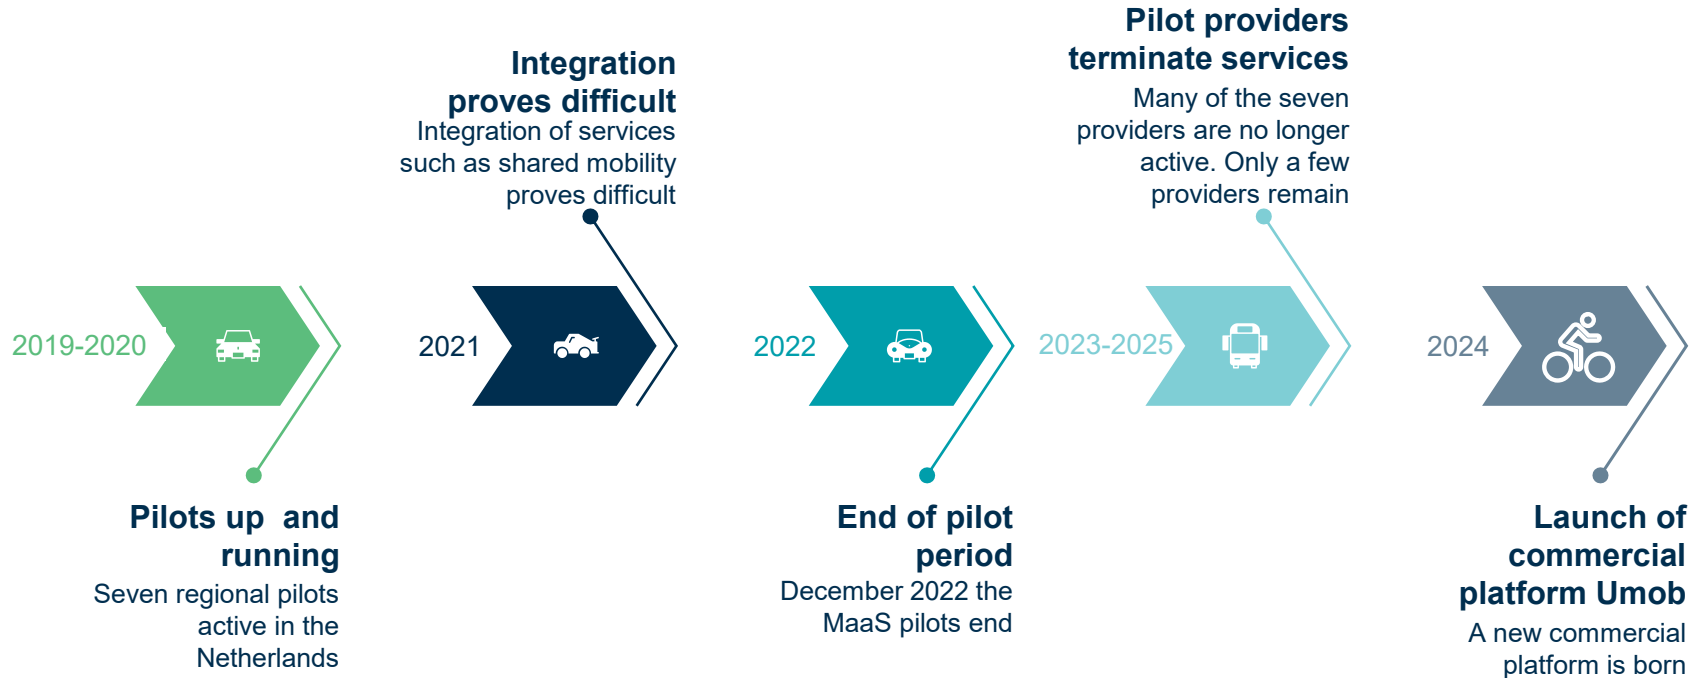 2019-2020
Pilots up  and
running
Seven regional pilots
active in the
Netherlands
Integration
proves difficult
Integration of services
such as shared mobility
proves difficult
2021
2022
End of pilot
period
December 2022 the
MaaS pilots end
Pilot providers
terminate services
Many of the seven
providers are no longer
active. Only a few
providers remain
2023-2025
2024
Launch of
commercial
platform Umob
A new commercial
platform is born